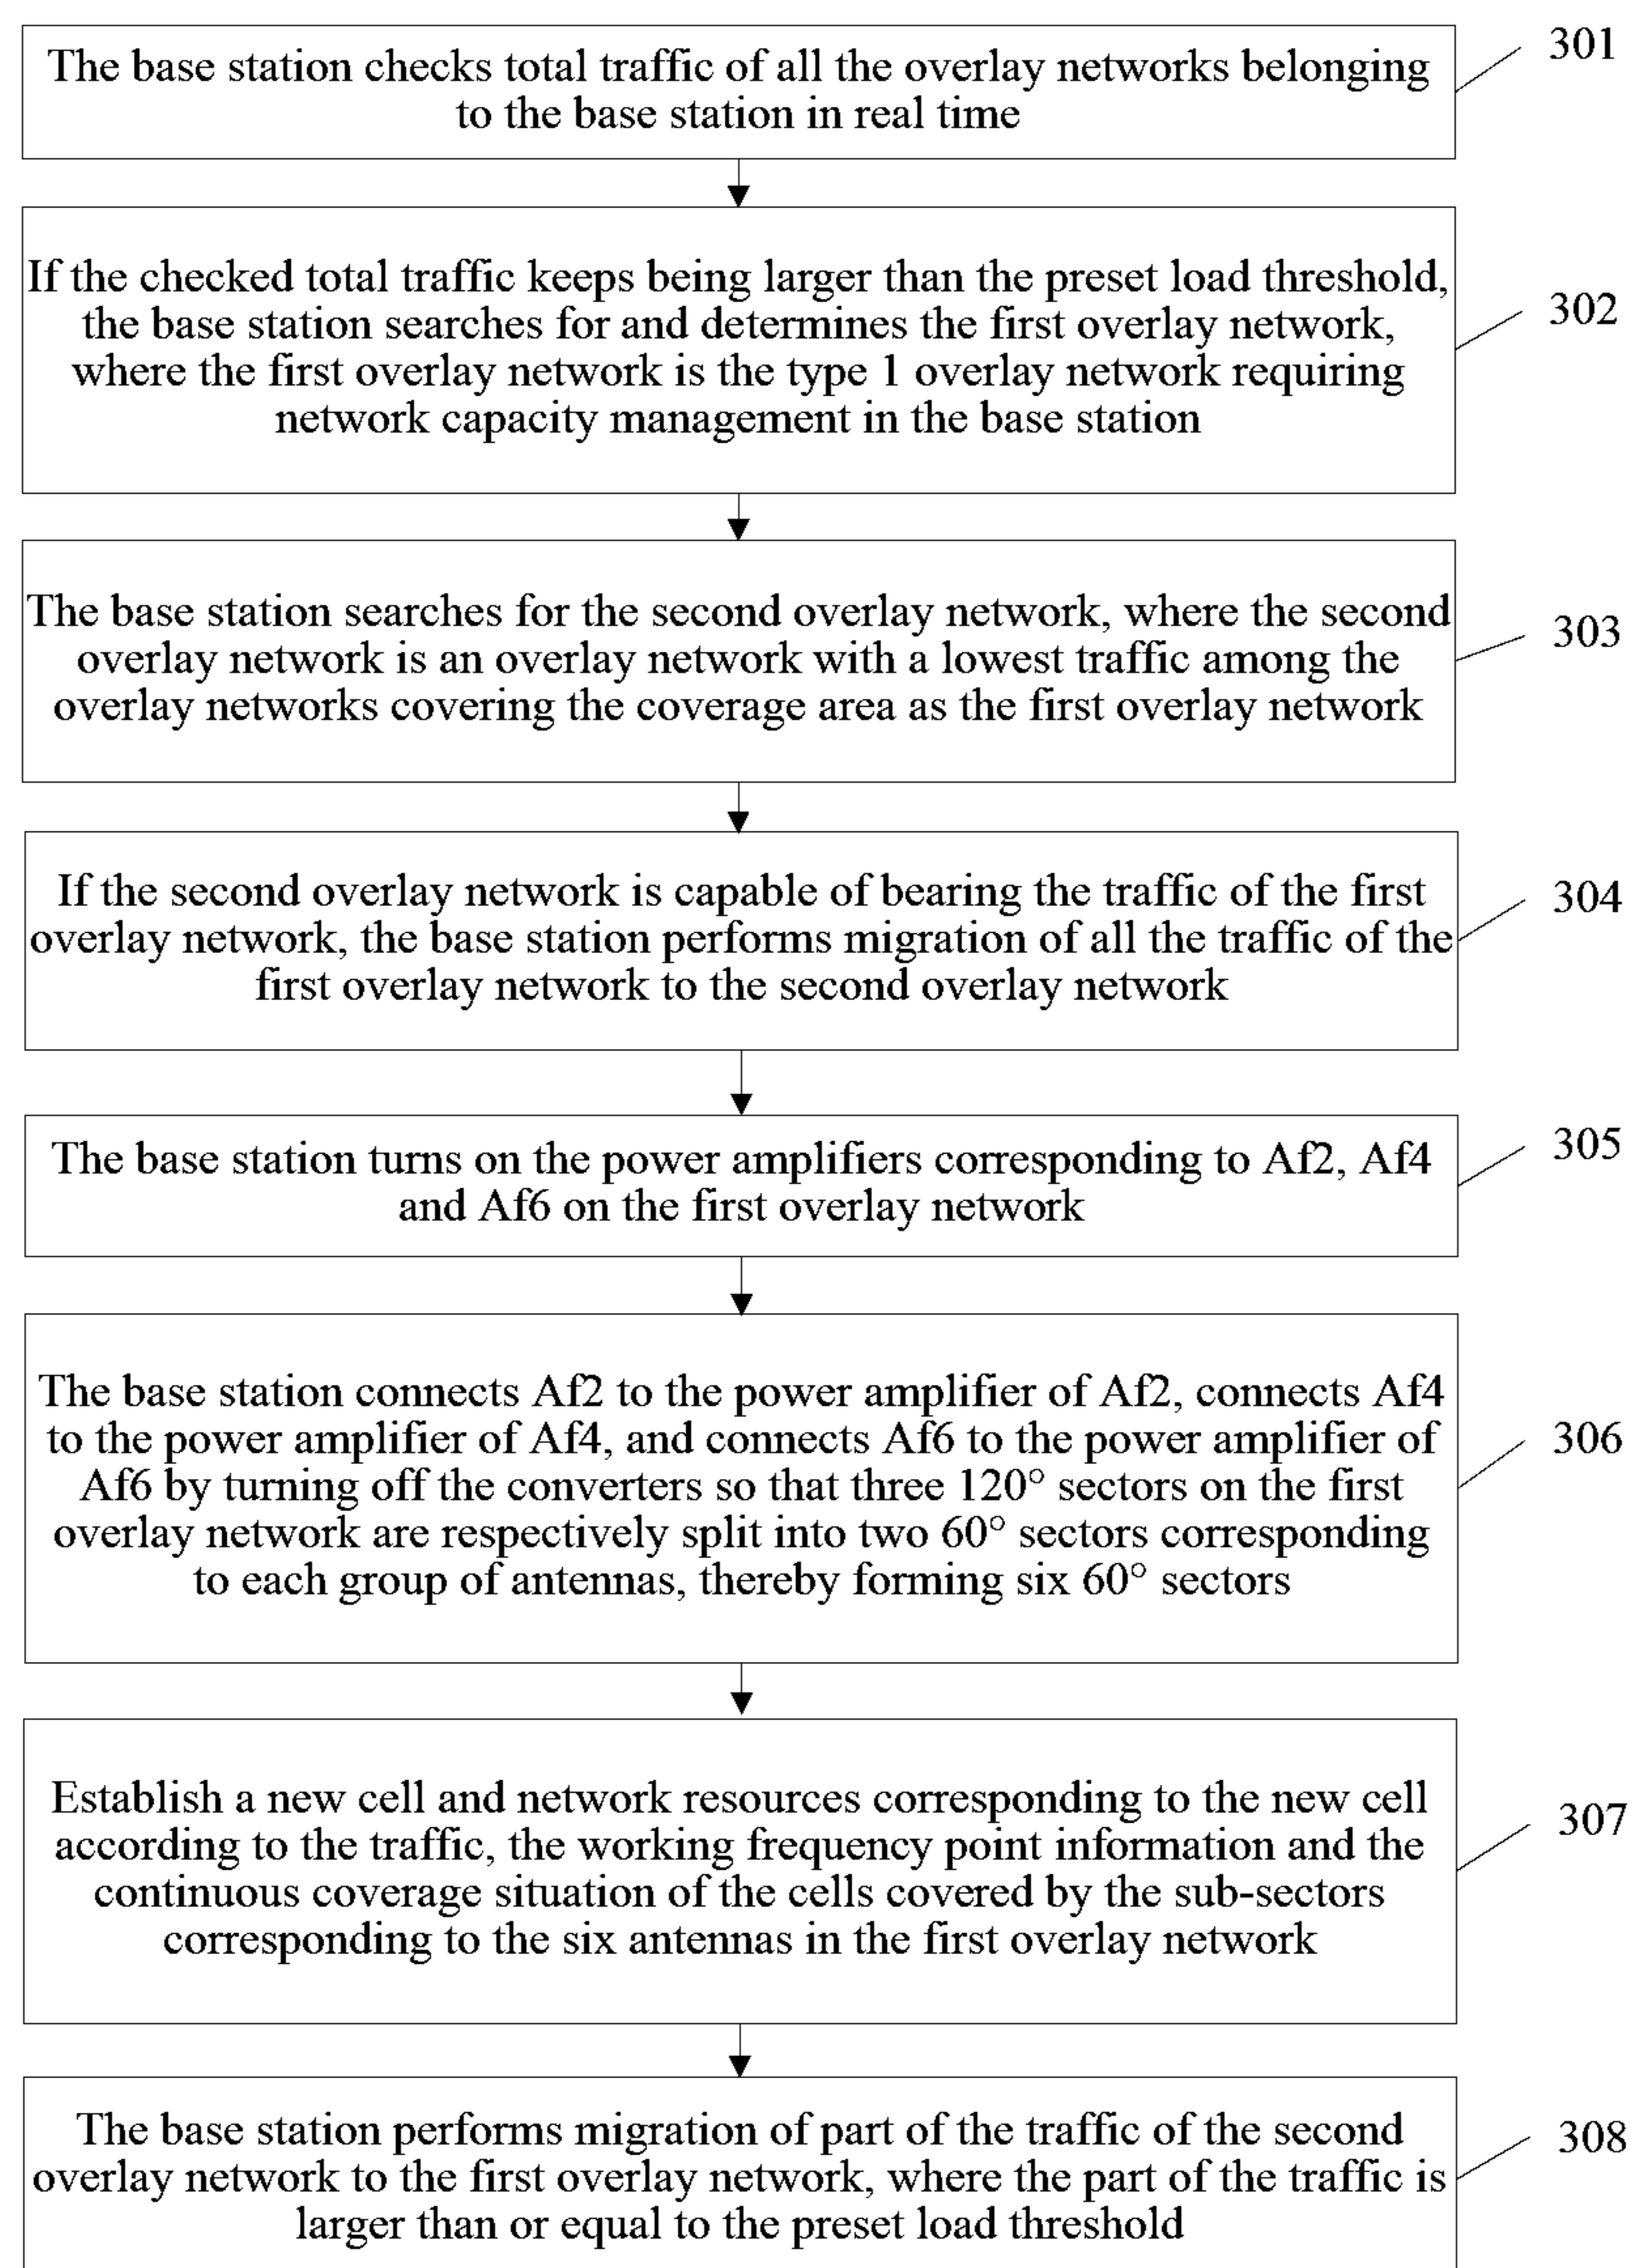 The base station checks total traffic of all the overlay networks belonging
to the base station in real time
301
If the checked total traffic keeps being larger than the preset load threshold,
the base station searches for and determines the first overlay network,
where the first overlay network is the type 1 overlay network requiring
network capacity management in the base station
302
The base station searches for the second overlay network, where the second
overlay network is an overlay network with a lowest traffic among the
overlay networks covering the coverage area as the first overlay network
303
If the second overlay network is capable of bearing the traffic of the first
overlay network, the base station performs migration of all the traffic of the
first overlay network to the second overlay network
304
The base station turns on the power amplifiers corresponding to Af2, Af4
and Af6 on the first overlay network
305
The base station connects Af2 to the power amplifier of Af2, connects Af4
to the power amplifier of Af4, and connects Af6 to the power amplifier of
Af6 by turning off the converters so that three 120° sectors on the first
overlay network are respectively split into two 60° sectors corresponding
to each group of antennas, thereby forming six 60° sectors
306
Establish a new cell and network resources corresponding to the new cell
according to the traffic, the working frequency point information and the
continuous coverage situation of the cells covered by the sub-sectors
corresponding to the six antennas in the first overlay network
307
The base station performs migration of part of the traffic of the second
overlay network to the first overlay network, where the part of the traffic is
larger than or equal to the preset load threshold
308